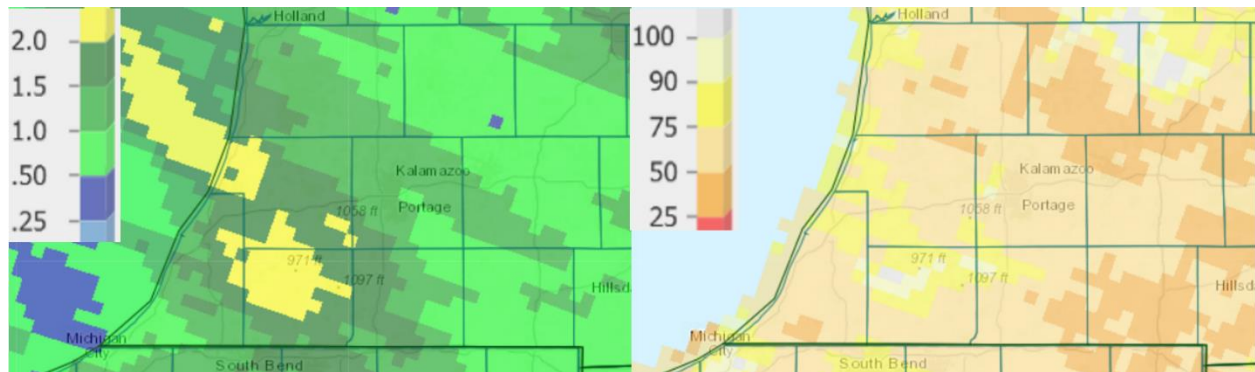 Holland
2.0
1.5
1.0
.50
.25
Kalamazoo
1058 ft
Portage
971 ft
1097 ft
Hillsd
Michigan
City
South Bend
Holland
100
90
75
50
25
Kalamazoo
1058 ft
Portage
971 ft
1097 ft
Hillsda
Michigan
City
South Bend